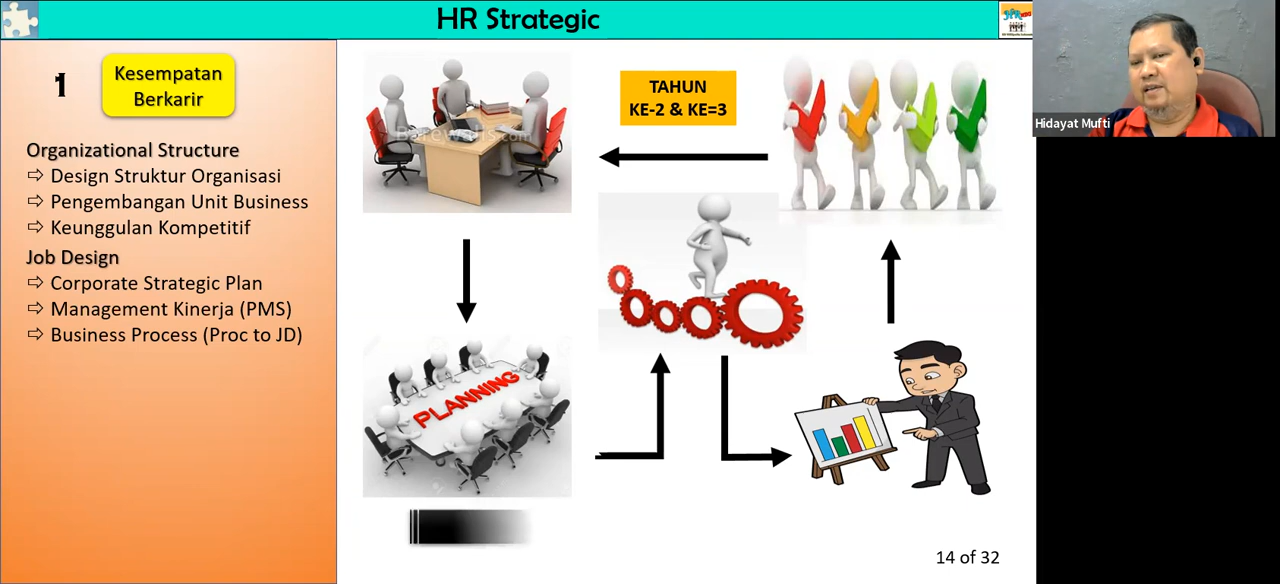 HR Strategic
1
Kesempatan
Berkarir
Organizational Structure
⇨ Design Struktur Organisasi
⇨ Pengembangan Unit Business
⇨ Keunggulan Kompetitif
Job Design
⇨ Corporate Strategic Plan
⇨ Management Kinerja (PMS)
⇨ Business Process (Proc to JD)
TAHUN
KE-2 & KE=3
PLANNING
14 of 32
Hidayat Mufti